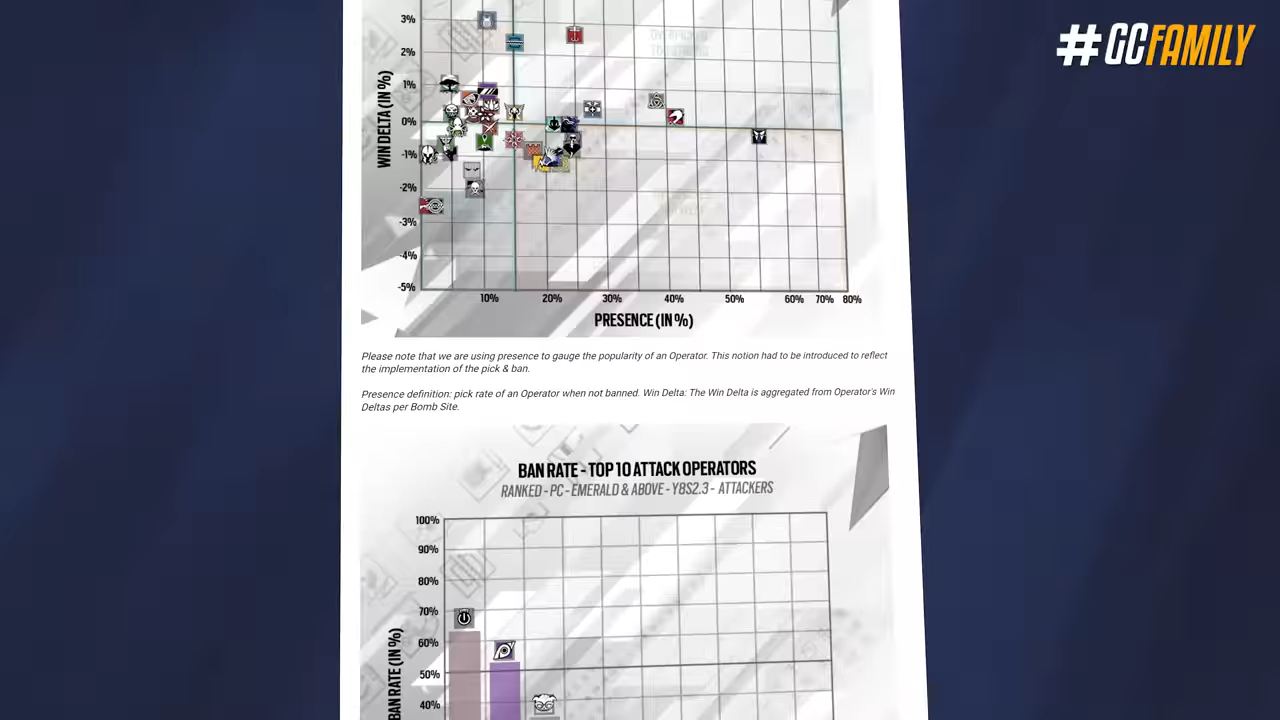 #GCFAMILY
3%
2%
1%
0%
-1%
-2%
-3%
-4%
-5%
WIN DELTA (IN %)
10% 20% 30% 40% 50% 60% 70% 80%
PRESENCE (IN %)
Please note that we are using presence to gauge the popularity of an Operator. This notion had to be introduced to reflect
the implementation of the pick & ban.
Presence definition: pick rate of an Operator when not banned. Win Delta: The Win Delta is aggregated from Operator's Win
Deltas per Bomb Site.
BAN RATE - TOP 10 ATTACK OPERATORS
RANKED - PC - EMERALD & ABOVE - Y8S2.3 - ATTACKERS
100%
90%
80%
70%
60%
50%
40%
BAN RATE (IN %)